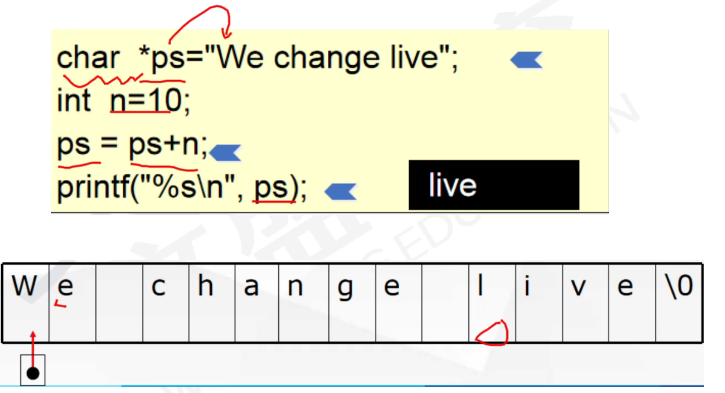 char *ps="We change live";
int n=10;
ps = ps+n;
printf("%s\n", ps);
live
W e c h a n g e l i v e \0